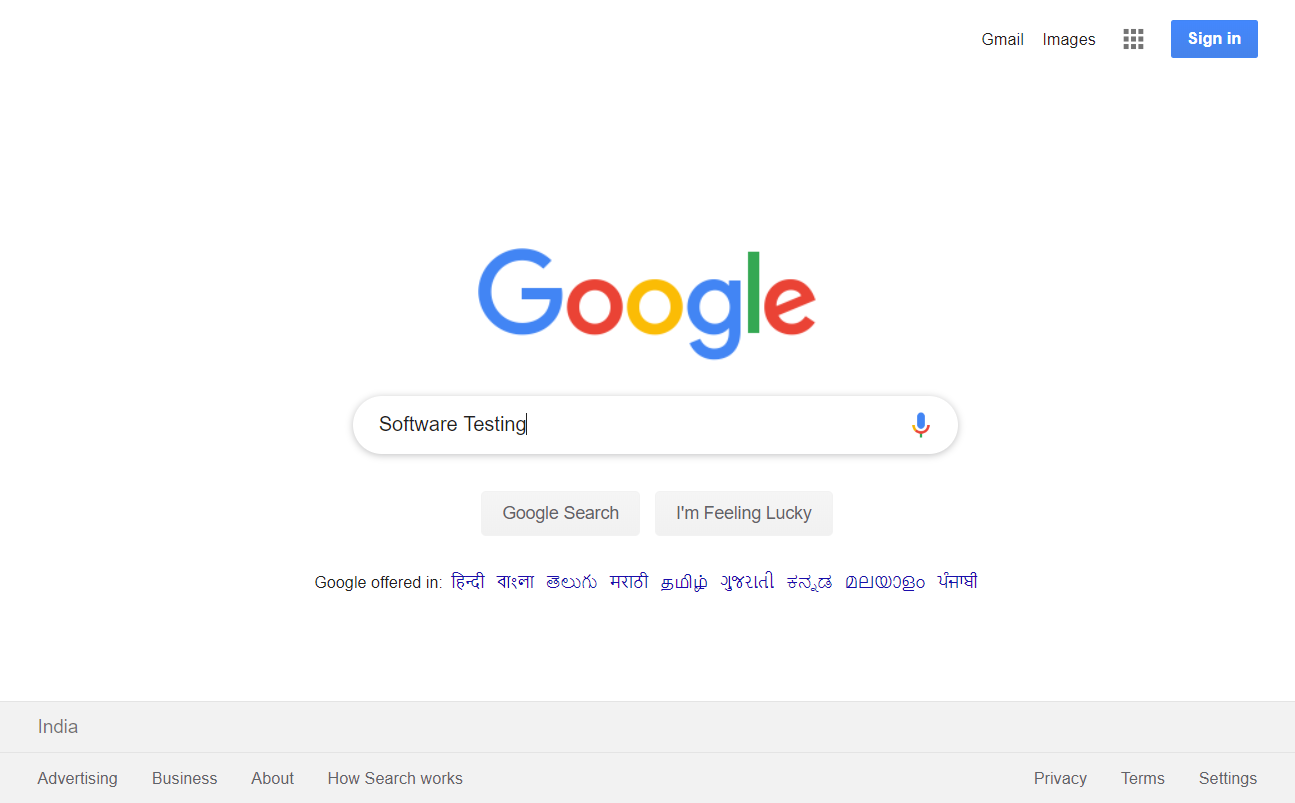 Gmail Images Sign in
Google
Software Testing
Google Search I'm Feeling Lucky
Google offered in: हिन्दी বাংলা తెలుగు मराठी தமிழ் ગુજરાતી ಕನ್ನಡ മലയാളം ਪੰਜਾਬੀ
India
Advertising Business About How Search works Privacy Terms Settings